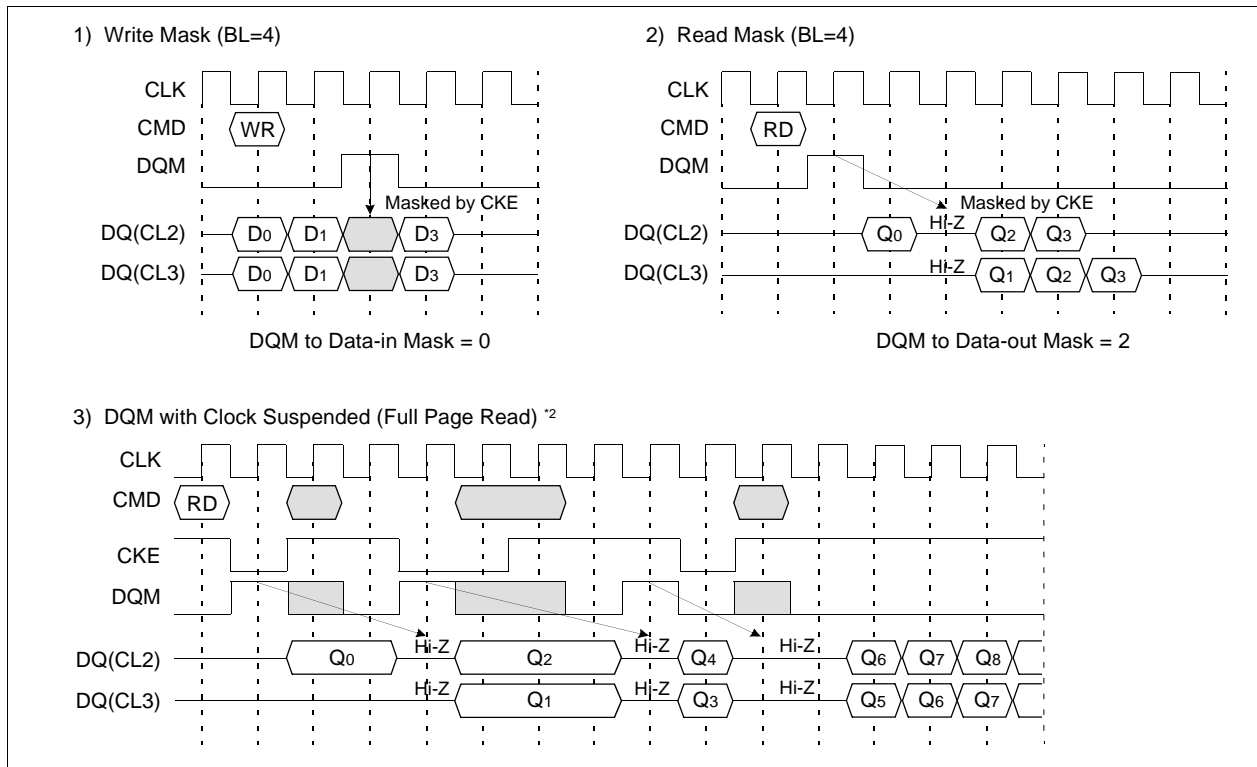 1) Write Mask (BL=4)
CLK
CMD
WR
DQM
Masked by CKE
DQ(CL2)
D0 D1 D3
DQ(CL3)
D0 D1 D3
DQM to Data-in Mask = 0
2) Read Mask (BL=4)
CLK
CMD
RD
DQM
Masked by CKE
DQ(CL2)
Q0 Hi-Z Q2 Q3
DQ(CL3)
Hi-Z Q1 Q2 Q3
DQM to Data-out Mask = 2
3) DQM with Clock Suspended (Full Page Read) *2
CLK
CMD
RD
CKE
DQM
DQ(CL2)
Q0 Hi-Z Q2 Hi-Z Q4 Hi-Z Q6 Q7 Q8
DQ(CL3)
Hi-Z Q1 Hi-Z Q3 Hi-Z Q5 Q6 Q7